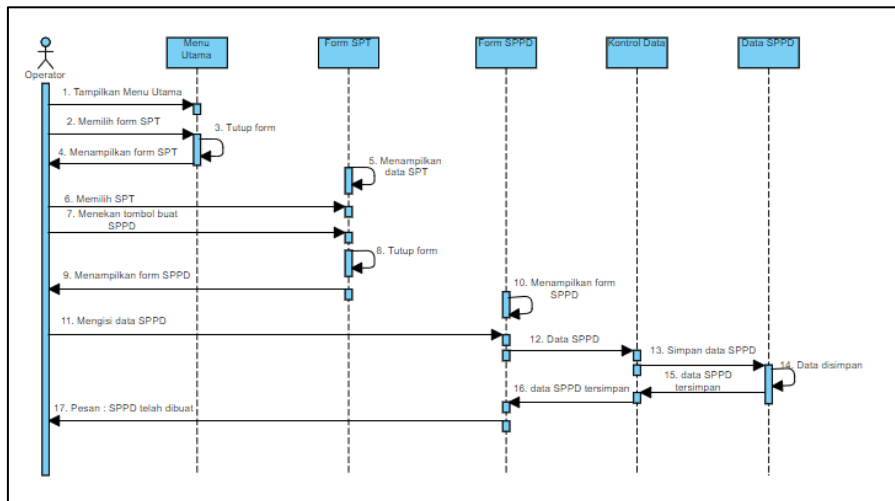 Menu
Utama
Form SPT
Form SPPD
Kontrol Data
Data SPPD
Operator
1. Tampilkan Menu Utama
2. Memilih form SPT
3. Tutup form
4. Menampilkan form SPT
5. Menampilkan
data SPT
6. Memilih SPT
7. Menekan tombol buat
SPPD
8. Tutup form
9. Menampilkan form SPPD
10. Menampilkan form
SPPD
11. Mengisi data SPPD
12. Data SPPD
13. Simpan data SPPD
14. Data disimpan
15. data SPPD
tersimpan
16. data SPPD tersimpan
17. Pesan : SPPD telah dibuat